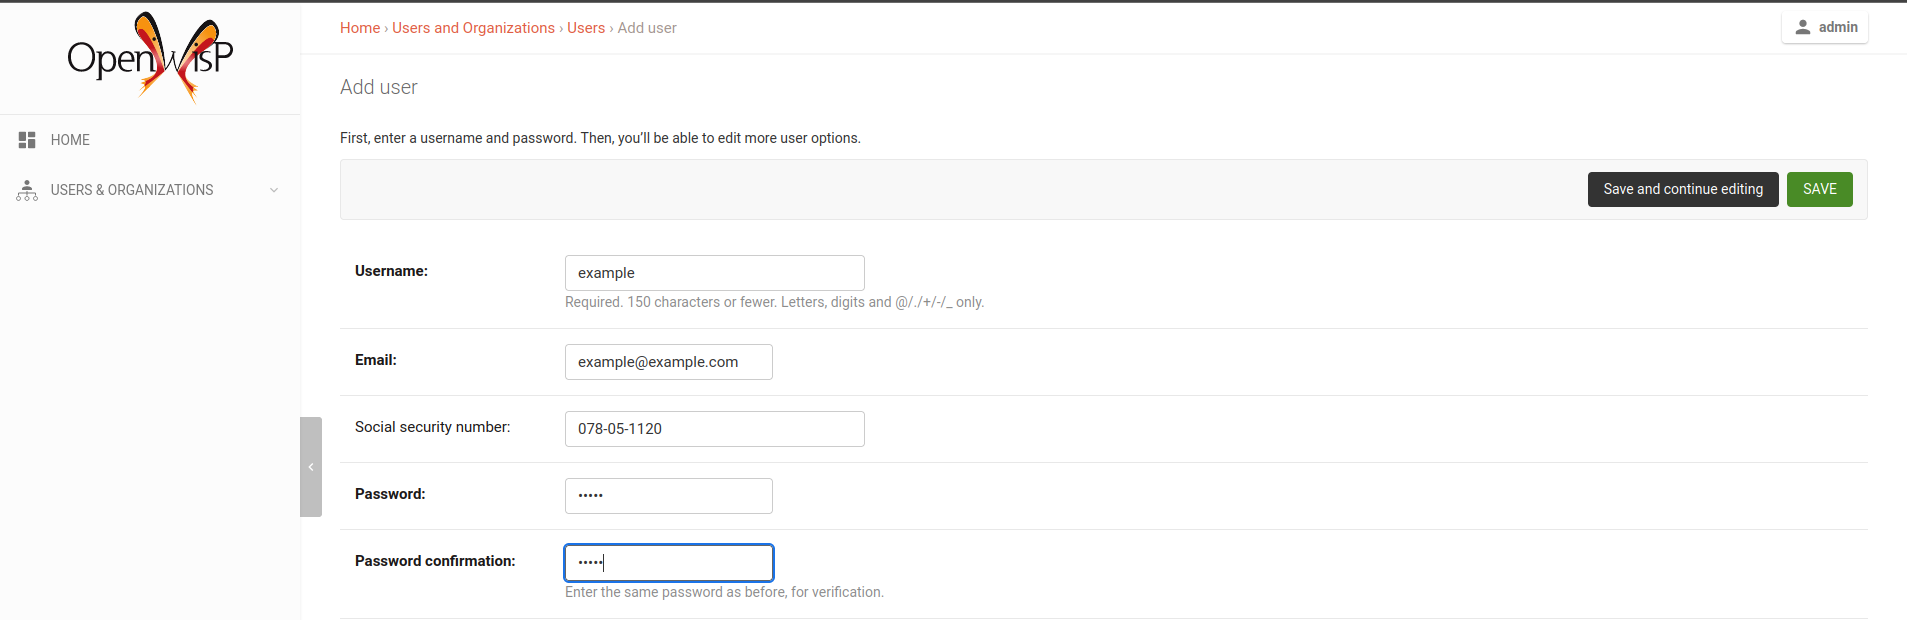 OpenWisP
Home › Users and Organizations › Users › Add user
admin
HOME
USERS & ORGANIZATIONS
Add user
First, enter a username and password. Then, you’ll be able to edit more user options.
Save and continue editing
SAVE
Username:
example
Required. 150 characters or fewer. Letters, digits and @/./+/-/_ only.
Email:
example@example.com
Social security number:
078-05-1120
Password:
•••••
Password confirmation:
•••••
Enter the same password as before, for verification.